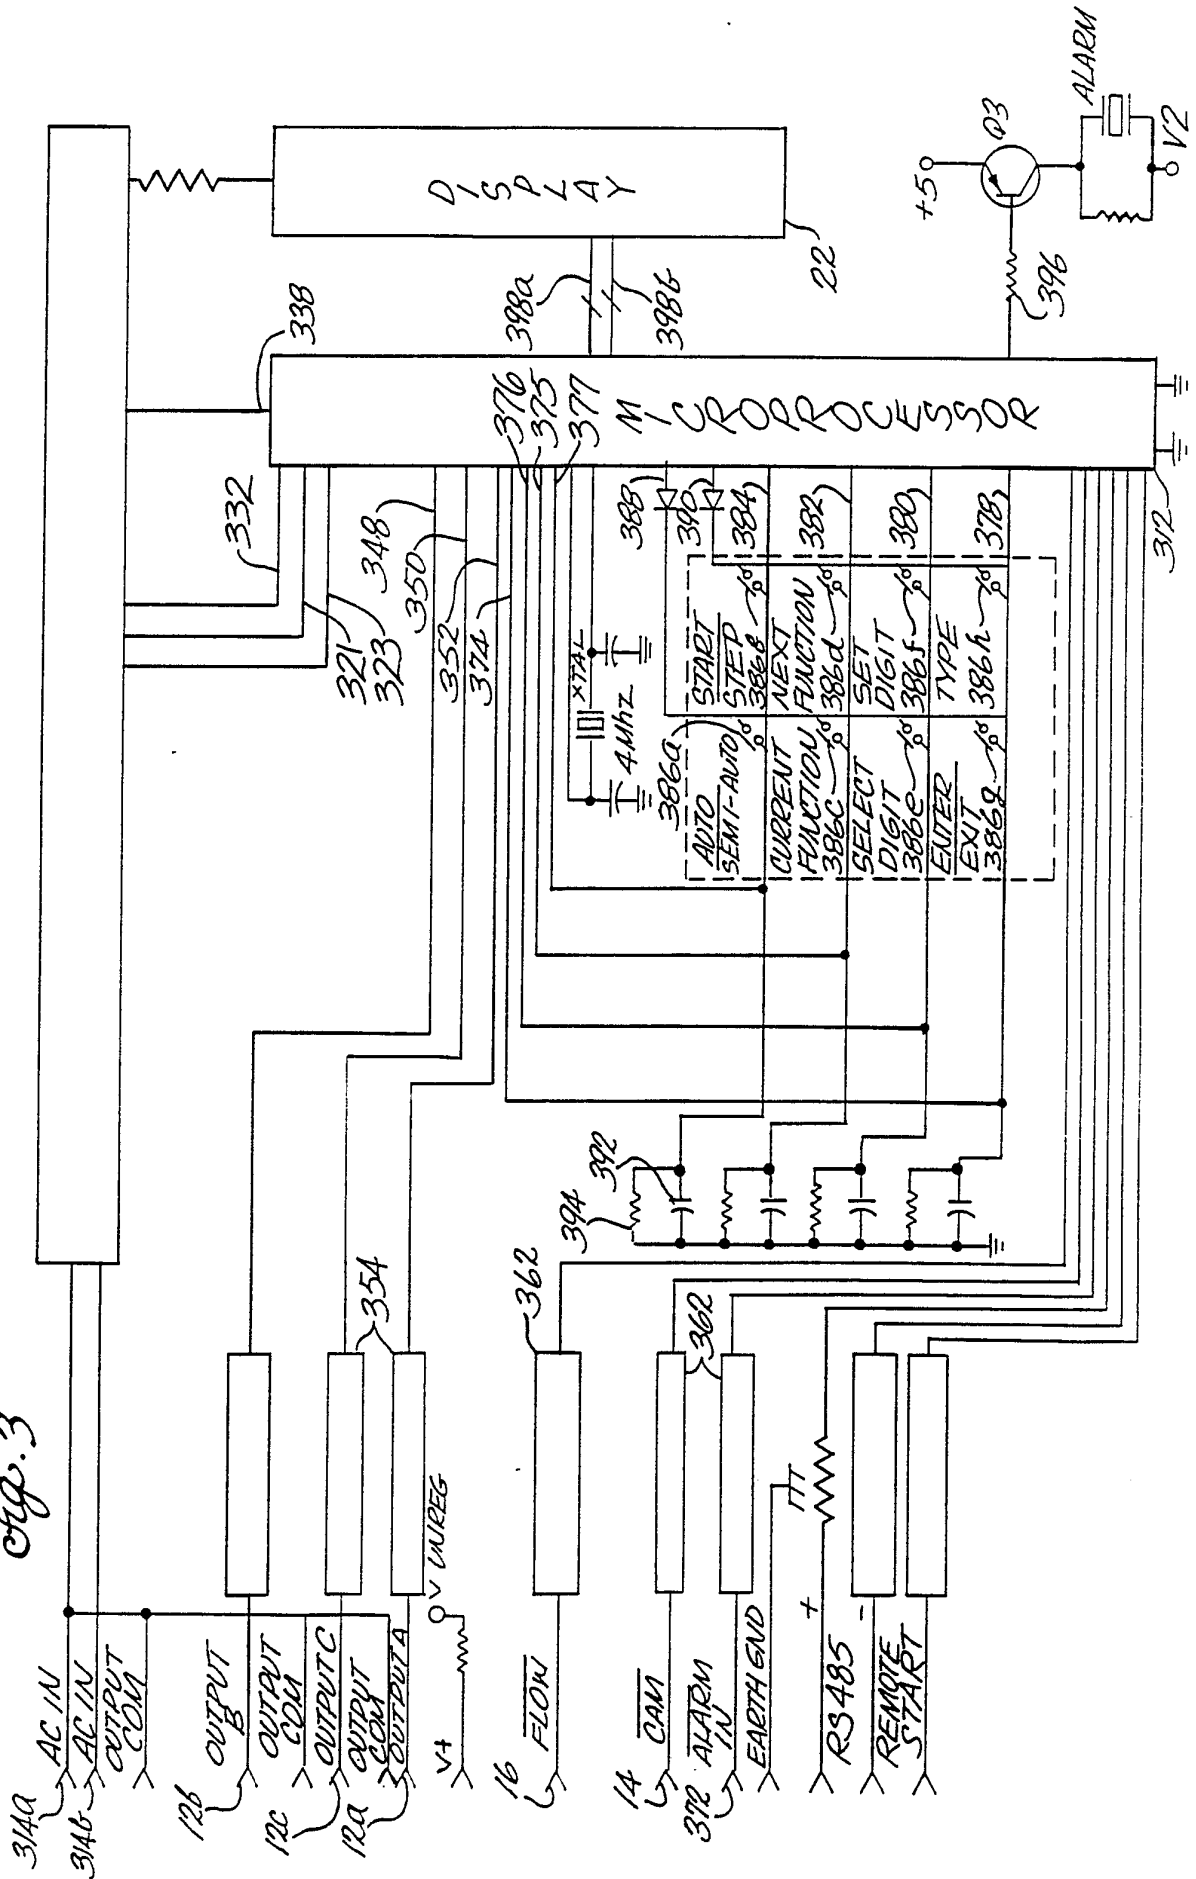 Fig. 3
314a
AC IN
314b
AC IN
OUTPUT
COM
12b
OUTPUT
B
OUTPUT
COM
12c
OUTPUT C
OUTPUT
COM
12a
OUTPUT A
V+
V UNREG
354
16
FLOW
362
14
CAM
362
372
ALARM
IN
EARTH GND
+
RS485
-
REMOTE
START
394
392
332
338
321
323
348
350
352
374
376
375
377
XTAL
4Mhz
386a
AUTO
SEMI-AUTO
START
STEP
386b
CURRENT
FUNCTION
386c
NEXT
FUNCTION
386d
SELECT
DIGIT
386e
SET
DIGIT
386f
ENTER
EXIT
386g
TYPE
386h
388
390
384
382
380
378
MICROPROCESSOR
312
DISPLAY
22
398a
398b
396
+5
Q3
ALARM
V2